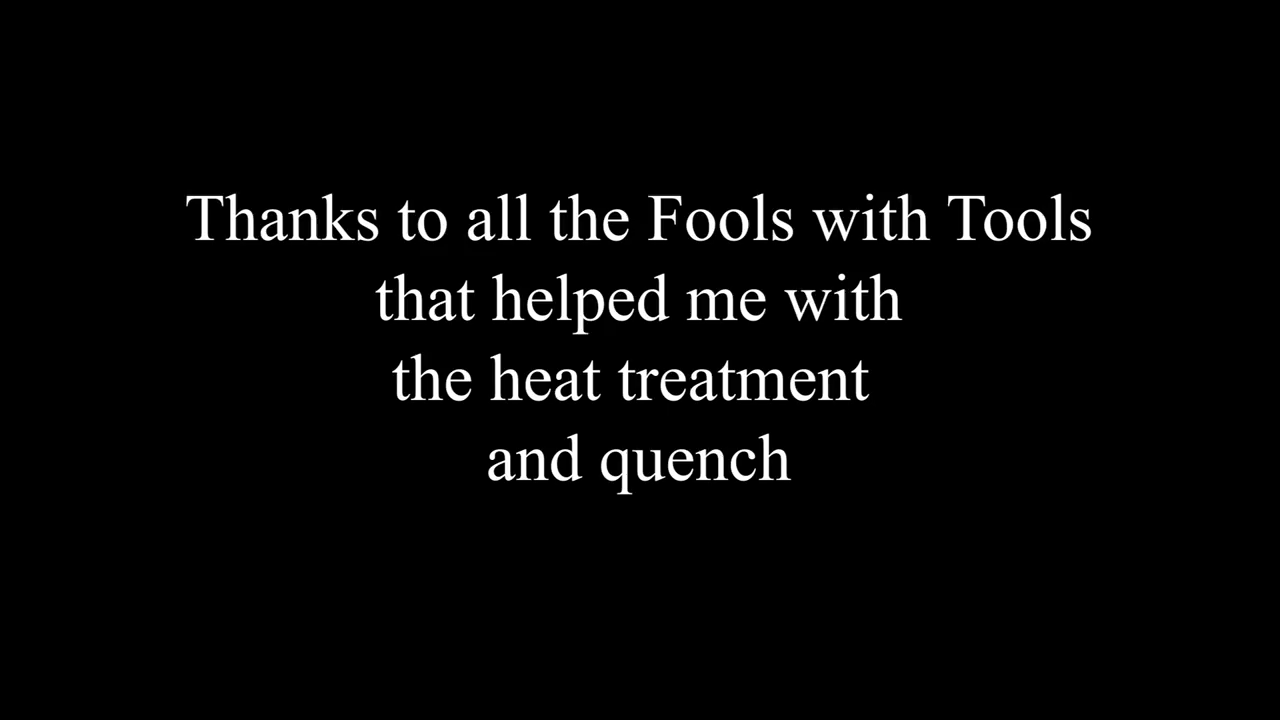 Thanks to all the Fools with Tools
that helped me with
the heat treatment
and quench